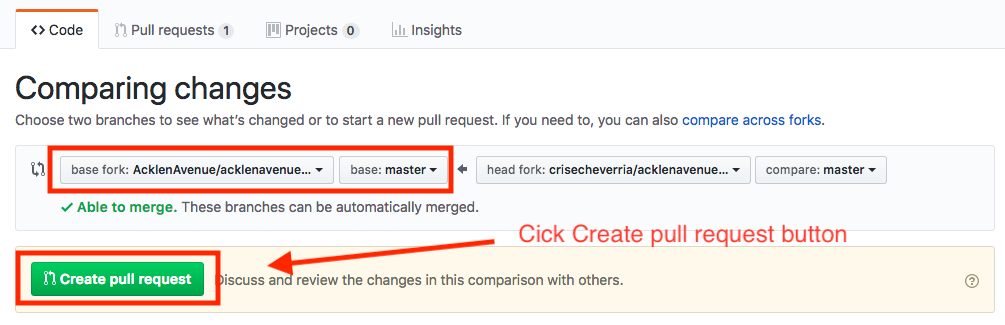 Code Pull requests 1 Projects 0 Insights
Comparing changes
Choose two branches to see what's changed or to start a new pull request. If you need to, you can also compare across forks.
base fork: AcklenAvenue/acklenavenue... base: master head fork: crisecheverria/acklenavenue... compare: master
Able to merge. These branches can be automatically merged.
Cick Create pull request button
Create pull request Discuss and review the changes in this comparison with others.